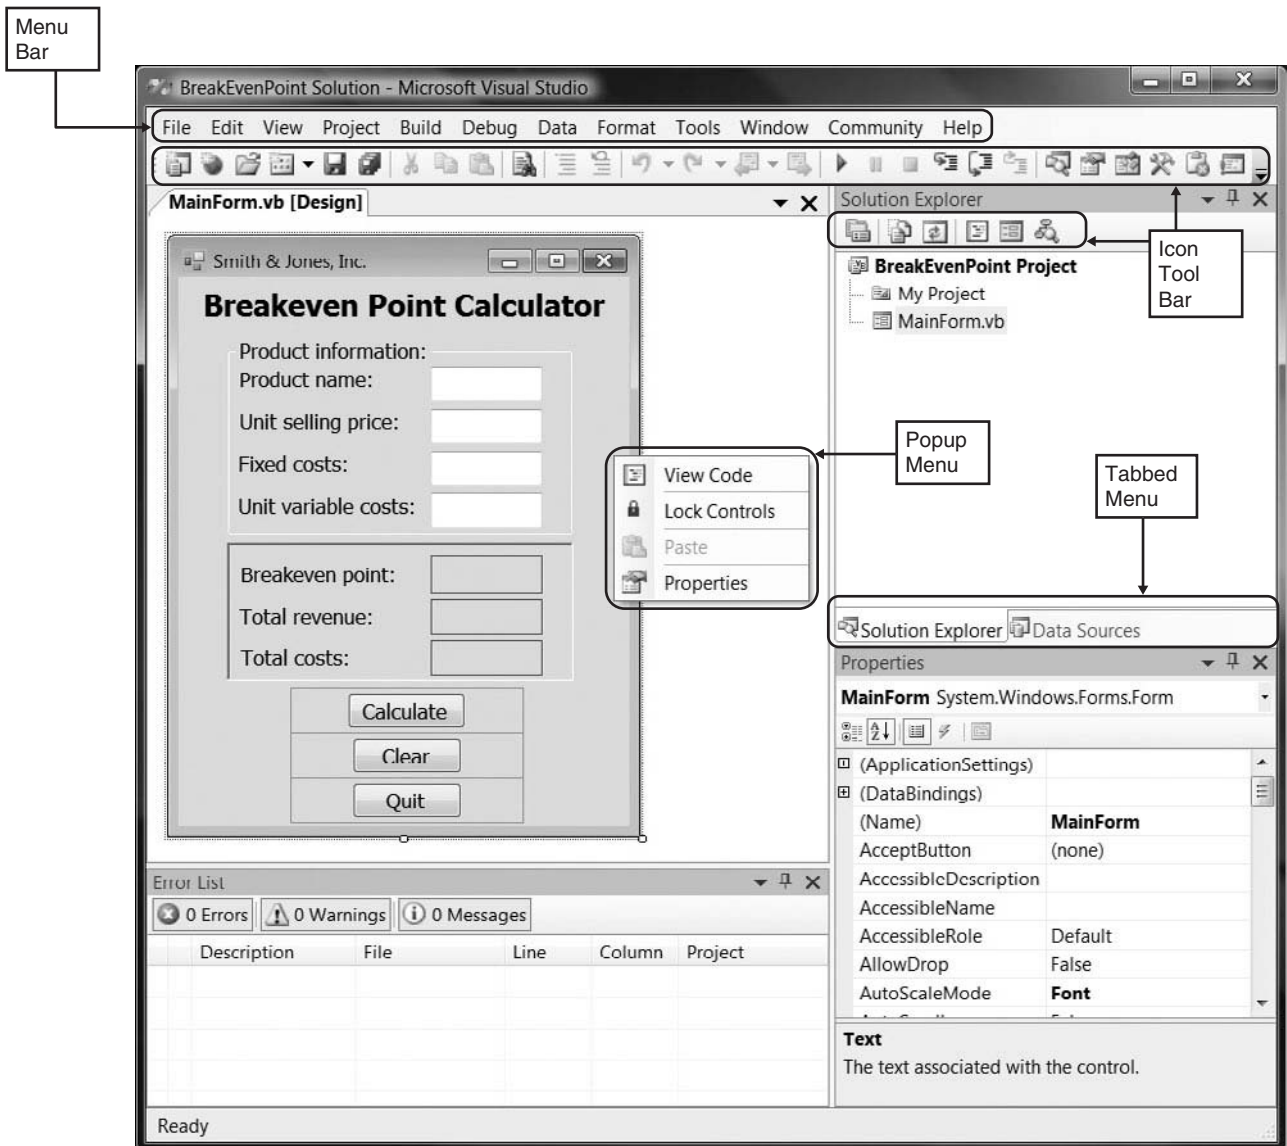 Menu
Bar
BreakEvenPoint Solution - Microsoft Visual Studio
File Edit View Project Build Debug Data Format Tools Window Community Help
MainForm.vb [Design]
Solution Explorer
Smith & Jones, Inc.
Breakeven Point Calculator
Product information:
Product name:
Unit selling price:
Fixed costs:
Unit variable costs:
Breakeven point:
Total revenue:
Total costs:
Calculate
Clear
Quit
View Code
Lock Controls
Paste
Properties
BreakEvenPoint Project
My Project
MainForm.vb
Icon
Tool
Bar
Popup
Menu
Tabbed
Menu
Solution Explorer Data Sources
Properties
MainForm System.Windows.Forms.Form
(ApplicationSettings)
(DataBindings)
(Name) MainForm
AcceptButton (none)
AccessibleDescription
AccessibleName
AccessibleRole Default
AllowDrop False
AutoScaleMode Font
Text
The text associated with the control.
Error List
0 Errors 0 Warnings 0 Messages
Description File Line Column Project
Ready